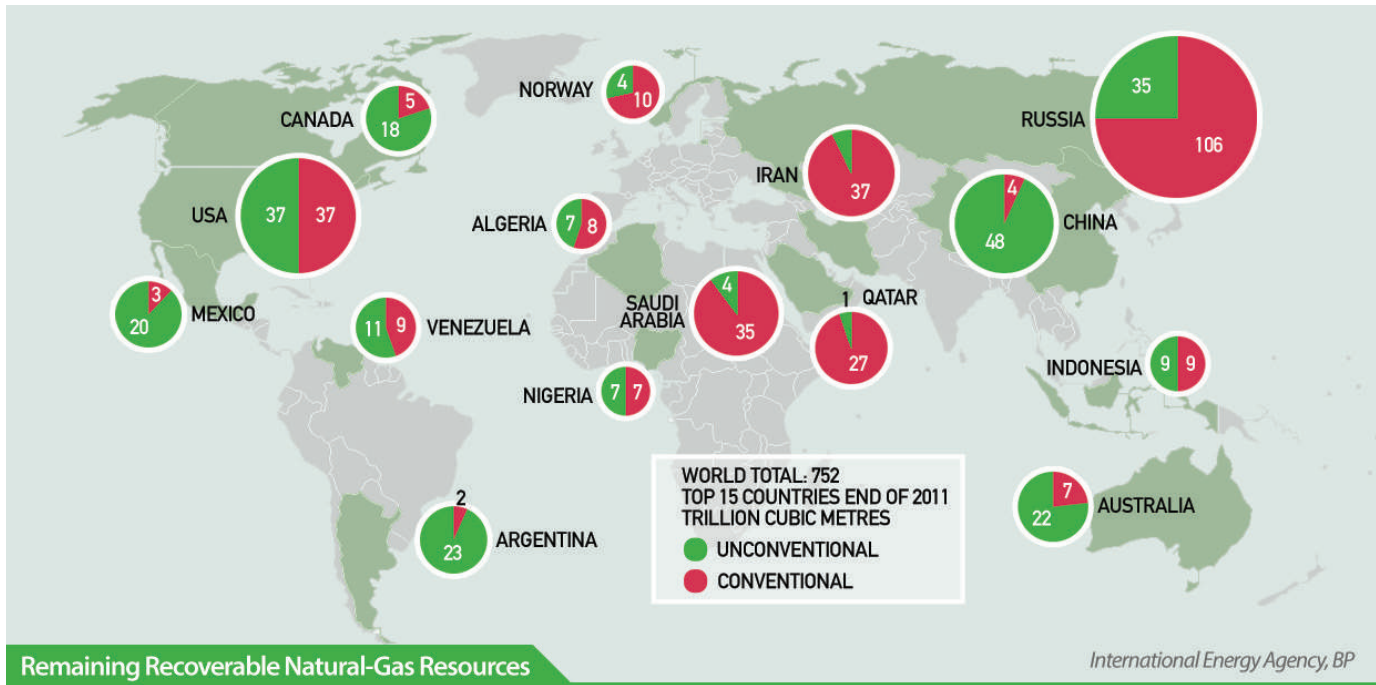 NORWAY
4
10
CANADA
5
18
RUSSIA
35
106
IRAN
37
USA
37
37
ALGERIA
7
8
CHINA
4
48
MEXICO
3
20
VENEZUELA
11
9
SAUDI
ARABIA
4
35
1
QATAR
27
NIGERIA
7
7
INDONESIA
9
9
ARGENTINA
2
23
AUSTRALIA
7
22
WORLD TOTAL: 752
TOP 15 COUNTRIES END OF 2011
TRILLION CUBIC METRES
UNCONVENTIONAL
CONVENTIONAL
Remaining Recoverable Natural-Gas Resources
International Energy Agency, BP